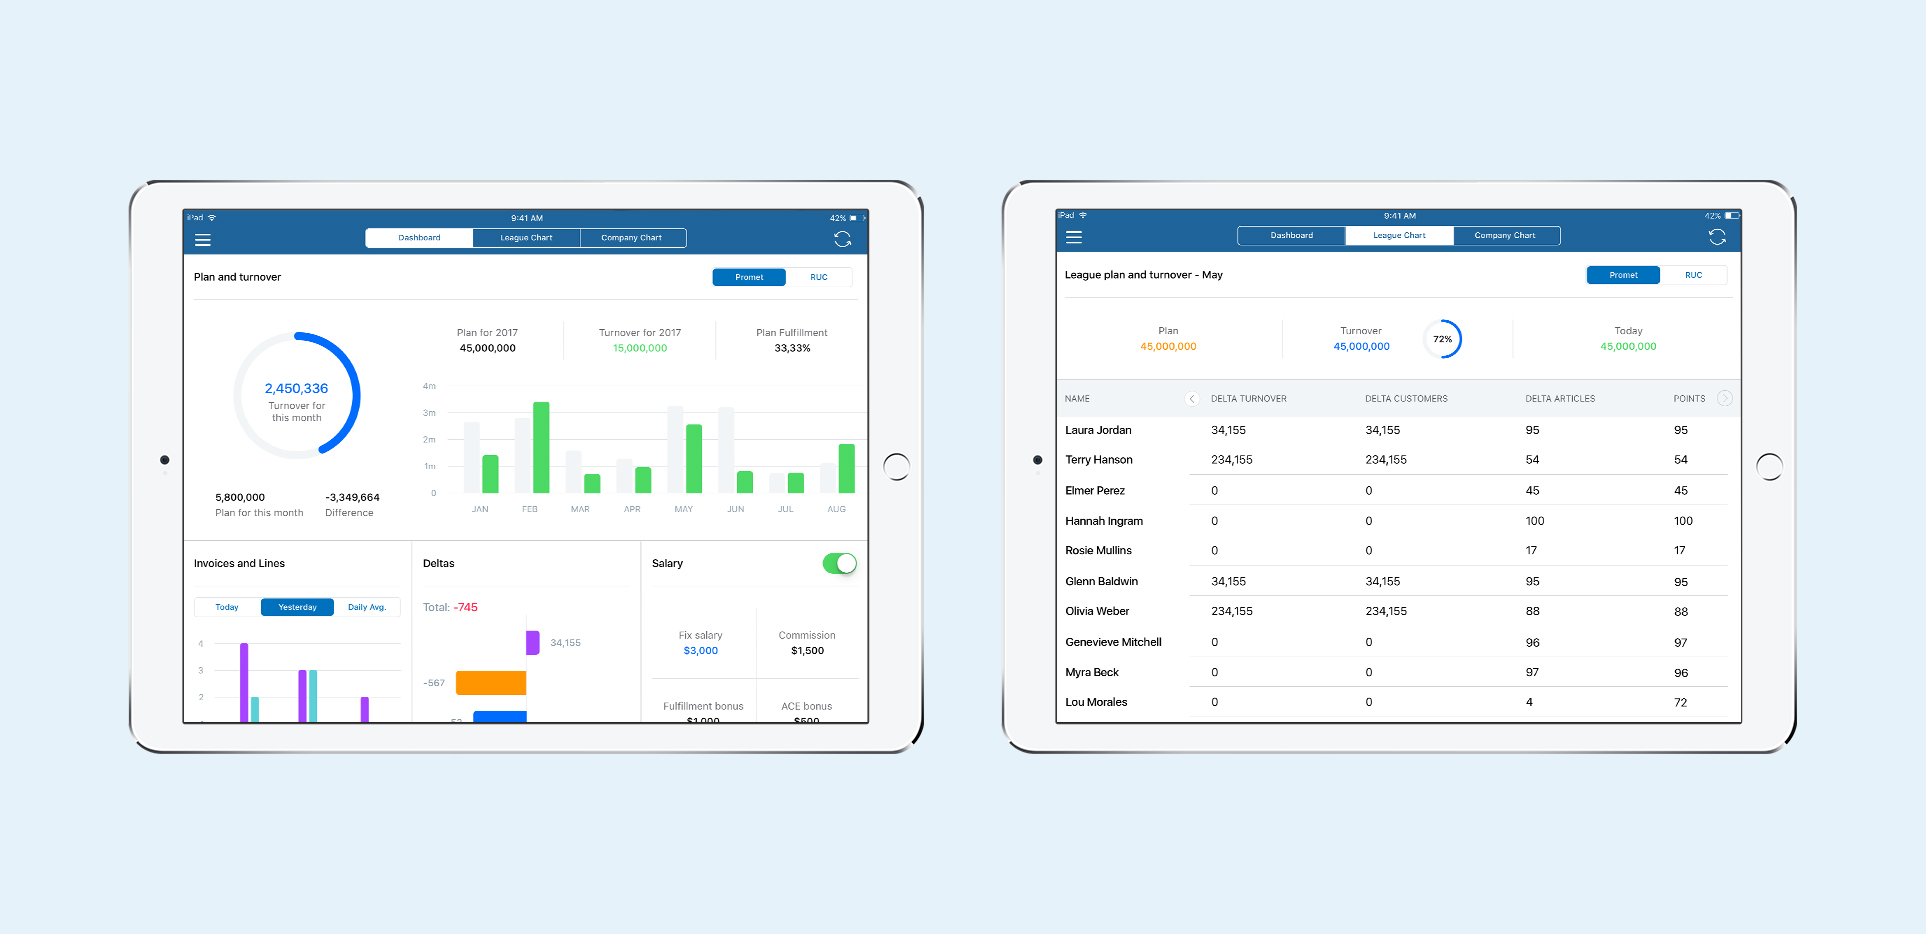 iPad 9:41 AM 42%
Dashboard League Chart Company Chart
Plan and turnover Promet RUC
2,450,336
Turnover for
this month
5,800,000 -3,349,664
Plan for this month Difference
Plan for 2017 Turnover for 2017 Plan Fulfillment
45,000,000 15,000,000 33,33%
4m
3m
2m
1m
0
JAN FEB MAR APR MAY JUN JUL AUG
Invoices and Lines
Today Yesterday Daily Avg.
4
3
2
Deltas
Total: -745
34,155
-567
Salary
Fix salary Commission
$3,000 $1,500
Fulfillment bonus ACE bonus
$1,000 $500
iPad 9:41 AM 42%
Dashboard League Chart Company Chart
League plan and turnover - May Promet RUC
Plan Turnover Today
45,000,000 45,000,000 72% 45,000,000
NAME DELTA TURNOVER DELTA CUSTOMERS DELTA ARTICLES POINTS
Laura Jordan 34,155 34,155 95 95
Terry Hanson 234,155 234,155 54 54
Elmer Perez 0 0 45 45
Hannah Ingram 0 0 100 100
Rosie Mullins 0 0 17 17
Glenn Baldwin 34,155 34,155 95 95
Olivia Weber 234,155 234,155 88 88
Genevieve Mitchell 0 0 96 97
Myra Beck 0 0 97 96
Lou Morales 0 0 4 72